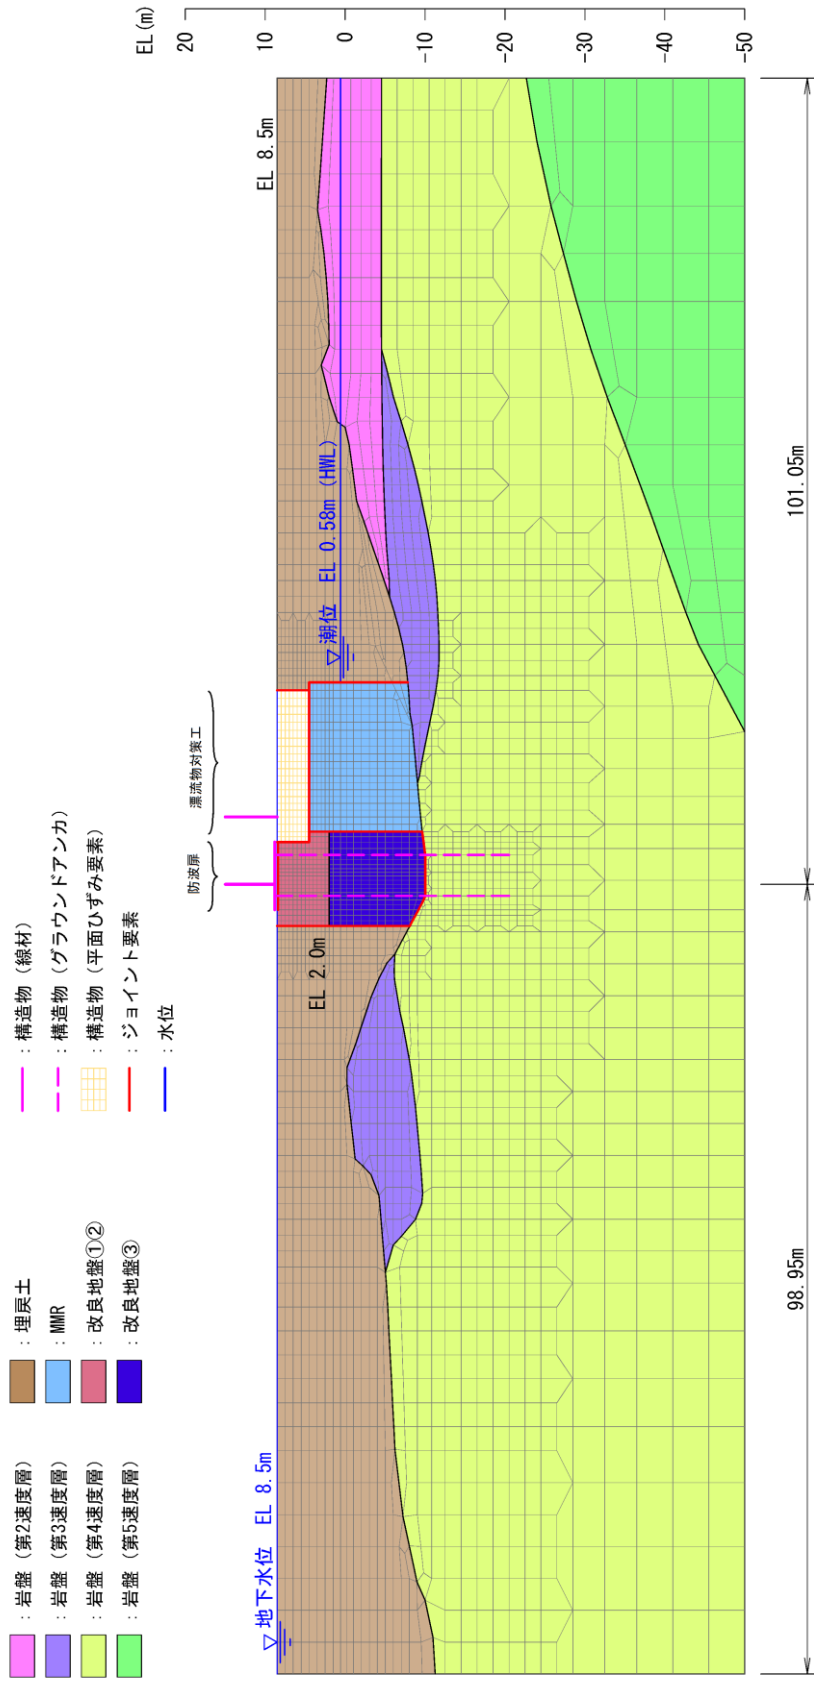 : 岩盤 (第2速度層)
: 岩盤 (第3速度層)
: 岩盤 (第4速度層)
: 岩盤 (第5速度層)
: 埋戻土
: MMR
: 改良地盤①②
: 改良地盤③
: 構造物 (線材)
: 構造物 (グラウンドアンカ)
: 構造物 (平面ひずみ要素)
: ジョイント要素
: 水位
防波扉
漂流物対策工
EL(m)
20
10
0
-10
-20
-30
-40
-50
▽地下水位 EL 8.5m
EL 2.0m
▽潮位 EL 0.58m (HWL)
EL 8.5m
98.95m
101.05m